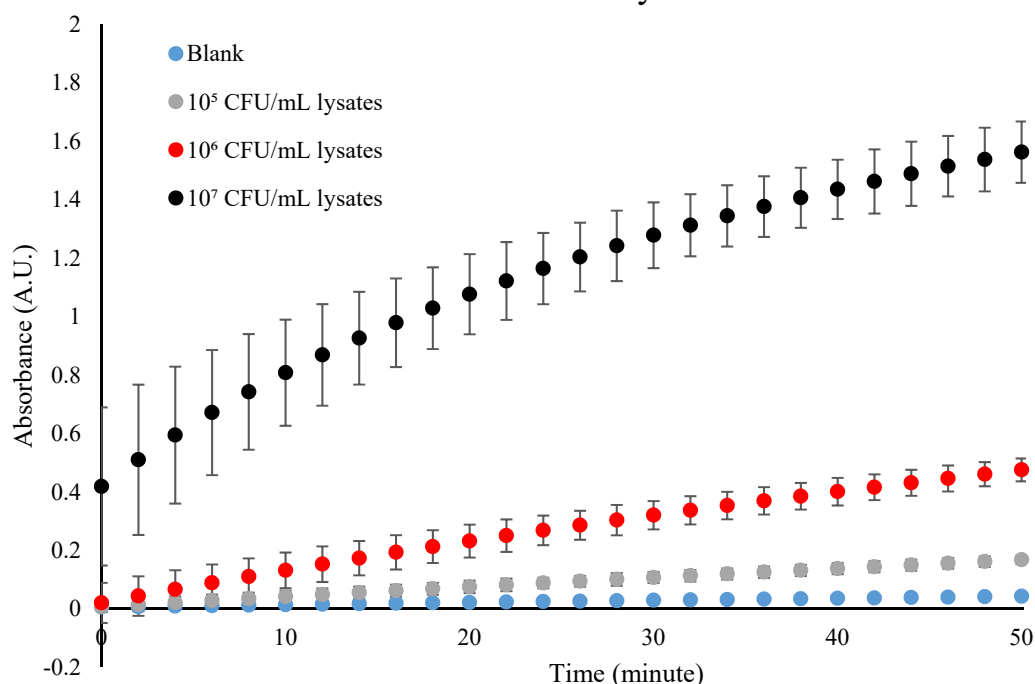 2
1.8
1.6
1.4
1.2
1
0.8
0.6
0.4
0.2
0
-0.2
Absorbance (A.U.)
Blank
10⁵ CFU/mL lysates
10⁶ CFU/mL lysates
10⁷ CFU/mL lysates
0 10 20 30 40 50
Time (minute)